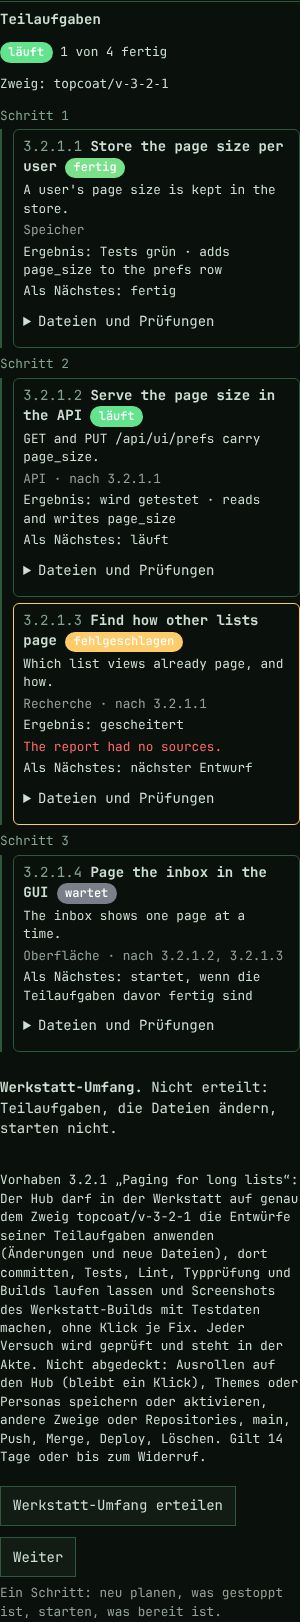 Teilaufgaben
läuft 1 von 4 fertig
Zweig: topcoat/v-3-2-1
Schritt 1
3.2.1.1 Store the page size per
user fertig
A user's page size is kept in the
store.
Speicher
Ergebnis: Tests grün · adds
page_size to the prefs row
Als Nächstes: fertig
▶ Dateien und Prüfungen
Schritt 2
3.2.1.2 Serve the page size in
the API läuft
GET and PUT /api/ui/prefs carry
page_size.
API · nach 3.2.1.1
Ergebnis: wird getestet · reads
and writes page_size
Als Nächstes: läuft
▶ Dateien und Prüfungen
3.2.1.3 Find how other lists
page fehlgeschlagen
Which list views already page, and
how.
Recherche · nach 3.2.1.1
Ergebnis: gescheitert
The report had no sources.
Als Nächstes: nächster Entwurf
▶ Dateien und Prüfungen
Schritt 3
3.2.1.4 Page the inbox in the
GUI wartet
The inbox shows one page at a
time.
Oberfläche · nach 3.2.1.2, 3.2.1.3
Als Nächstes: startet, wenn die
Teilaufgaben davor fertig sind
▶ Dateien und Prüfungen
Werkstatt-Umfang. Nicht erteilt:
Teilaufgaben, die Dateien ändern,
starten nicht.
Vorhaben 3.2.1 „Paging for long lists“:
Der Hub darf in der Werkstatt auf genau
dem Zweig topcoat/v-3-2-1 die Entwürfe
seiner Teilaufgaben anwenden
(Änderungen und neue Dateien), dort
committen, Tests, Lint, Typprüfung und
Builds laufen lassen und Screenshots
des Werkstatt-Builds mit Testdaten
machen, ohne Klick je Fix. Jeder
Versuch wird geprüft und steht in der
Akte. Nicht abgedeckt: Ausrollen auf
den Hub (bleibt ein Klick), Themes oder
Personas speichern oder aktivieren,
andere Zweige oder Repositories, main,
Push, Merge, Deploy, Löschen. Gilt 14
Tage oder bis zum Widerruf.
Werkstatt-Umfang erteilen
Weiter
Ein Schritt: neu planen, was gestoppt
ist, starten, was bereit ist.